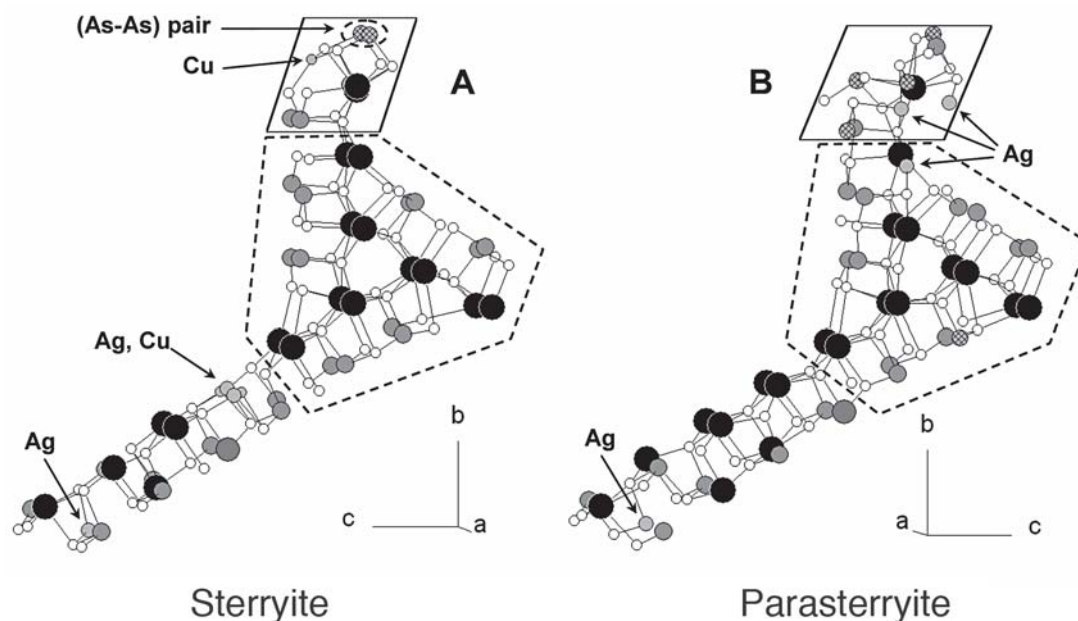 (As-As) pair
Cu
A
Ag, Cu
Ag
b
c
a
Sterryite
B
Ag
Ag
b
a
c
Parasterryite